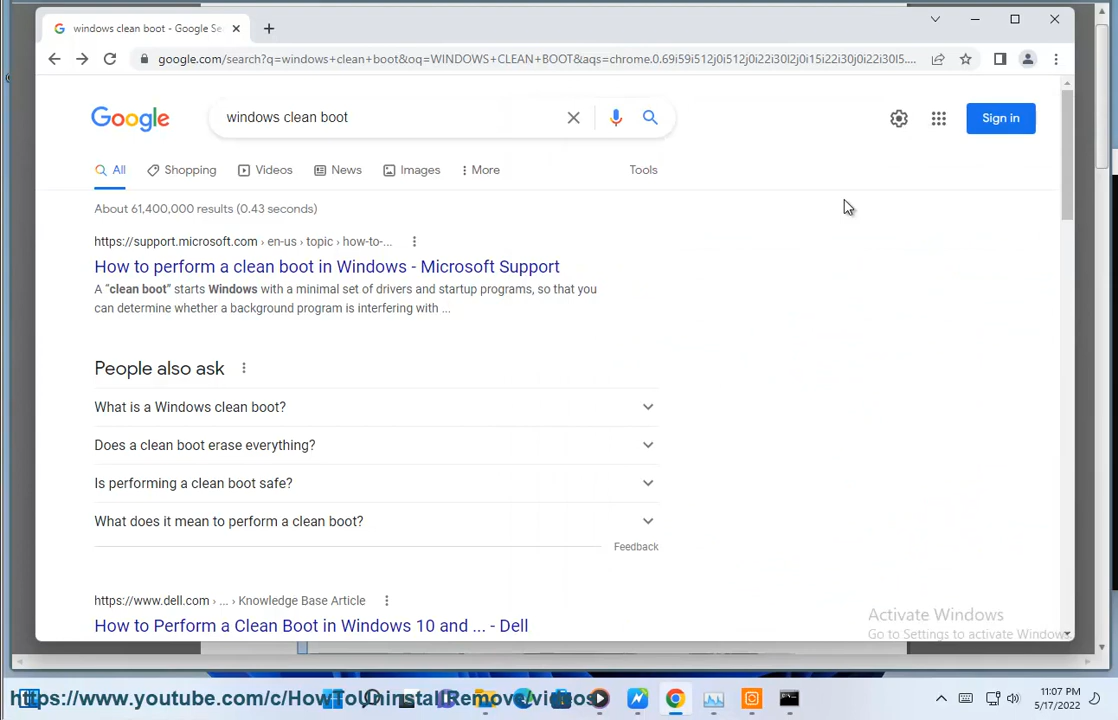 windows clean boot - Google Se
google.com/search?q=windows+clean+boot&oq=WINDOWS+CLEAN+BOOT&aqs=chrome.0.69i59i512j0i512j0i22i30l2j0i15i22i30j0i22i30l5....
Google
windows clean boot
Sign in
All
Shopping
Videos
News
Images
More
Tools
About 61,400,000 results (0.43 seconds)
https://support.microsoft.com › en-us › topic › how-to-...
How to perform a clean boot in Windows - Microsoft Support
A “clean boot” starts Windows with a minimal set of drivers and startup programs, so that you
can determine whether a background program is interfering with ...
People also ask
What is a Windows clean boot?
Does a clean boot erase everything?
Is performing a clean boot safe?
What does it mean to perform a clean boot?
Feedback
https://www.dell.com › ... › Knowledge Base Article
How to Perform a Clean Boot in Windows 10 and ... - Dell
Activate Windows
Go to Settings to activate Windows.
https://www.youtube.com/c/HowToUninstallRemove/videos
11:07 PM
5/17/2022